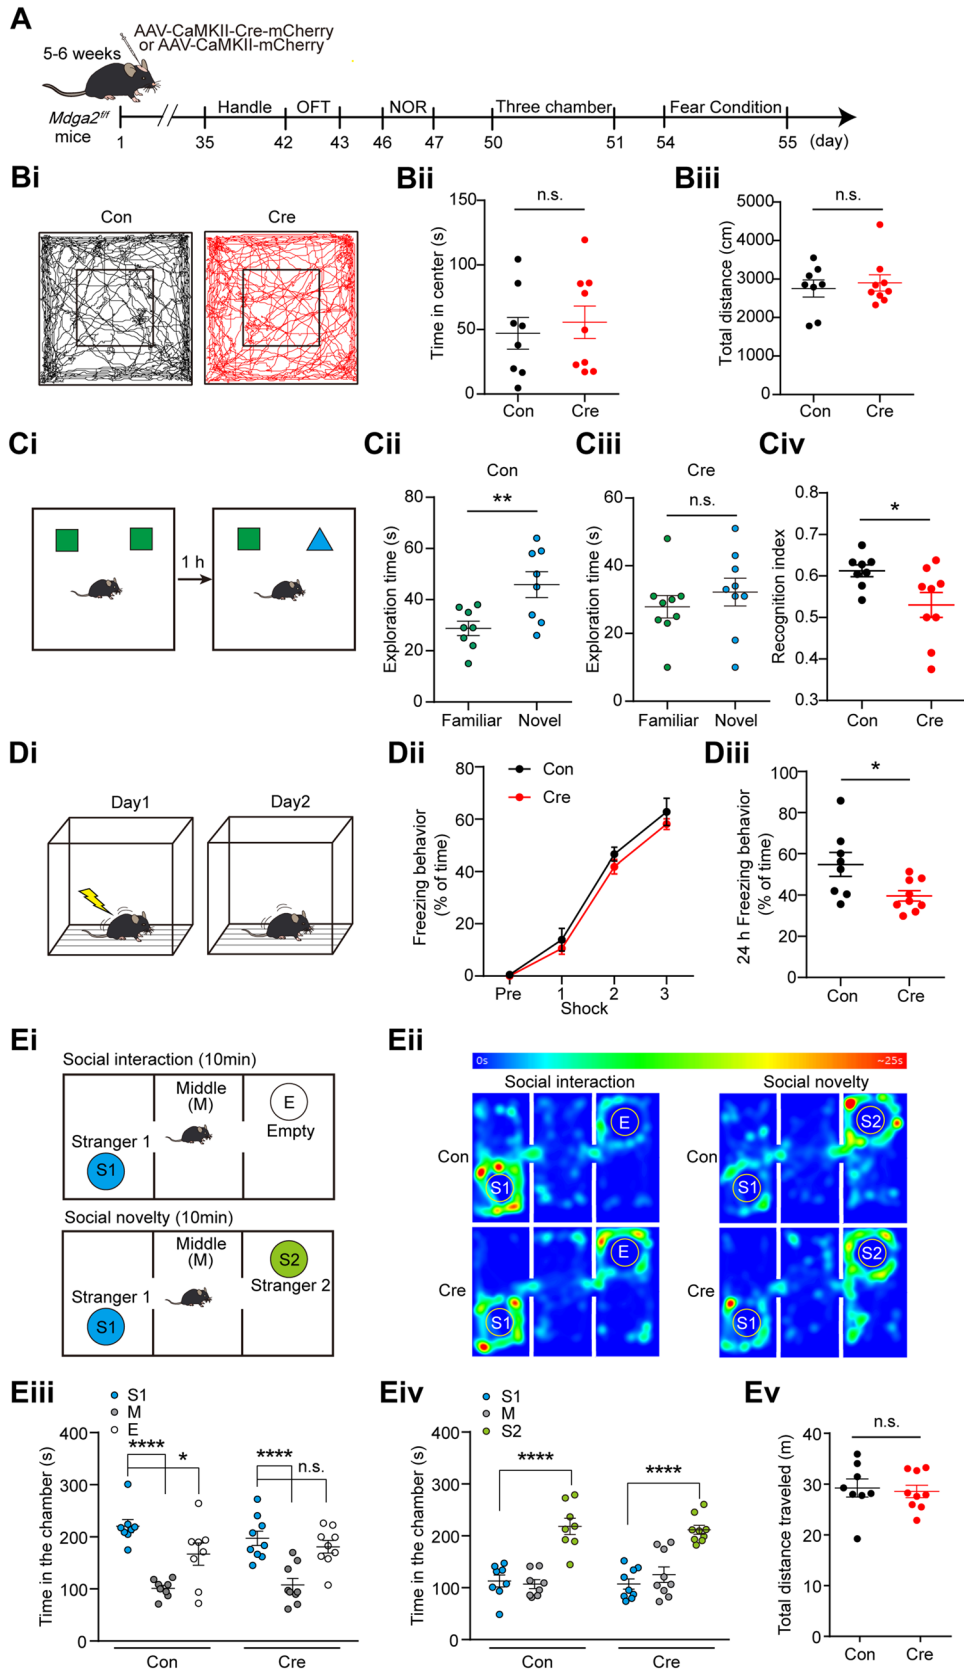 A
AAV-CaMKII-Cre-mCherry
or AAV-CaMKII-mCherry
5-6 weeks
Mdga2f/f
mice
Handle OFT NOR Three chamber Fear Condition
1 35 42 43 46 47 50 51 54 55 (day)
Bi
Con Cre
Bii
n.s.
Time in center (s)
150
100
50
0
Con Cre
Biii
n.s.
Total distance (cm)
5000
4000
3000
2000
1000
0
Con Cre
Ci
1 h
Cii
Con
**
Exploration time (s)
80
60
40
20
0
Familiar Novel
Ciii
Cre
n.s.
Exploration time (s)
60
40
20
0
Familiar Novel
Civ
*
Recognition index
0.8
0.7
0.6
0.5
0.4
0.3
Con Cre
Di
Day1 Day2
Dii
Con
Cre
Freezing behavior
(% of time)
80
60
40
20
0
Pre 1 2 3
Shock
Diii
*
24 h Freezing behavior
(% of time)
100
80
60
40
20
0
Con Cre
Ei
Social interaction (10min)
Middle
(M)
E
Empty
Stranger 1
S1
Social novelty (10min)
Middle
(M)
S2
Stranger 2
Stranger 1
S1
Eii
0s ~25s
Social interaction Social novelty
Con
E
S1
Con
S2
S1
Cre
E
S1
Cre
S2
S1
Eiii
S1
M
E
**** * **** n.s.
Time in the chamber (s)
400
300
200
100
0
Con Cre
Eiv
S1
M
S2
**** ****
Time in the chamber (s)
400
300
200
100
0
Con Cre
Ev
n.s.
Total distance traveled (m)
40
30
20
10
0
Con Cre